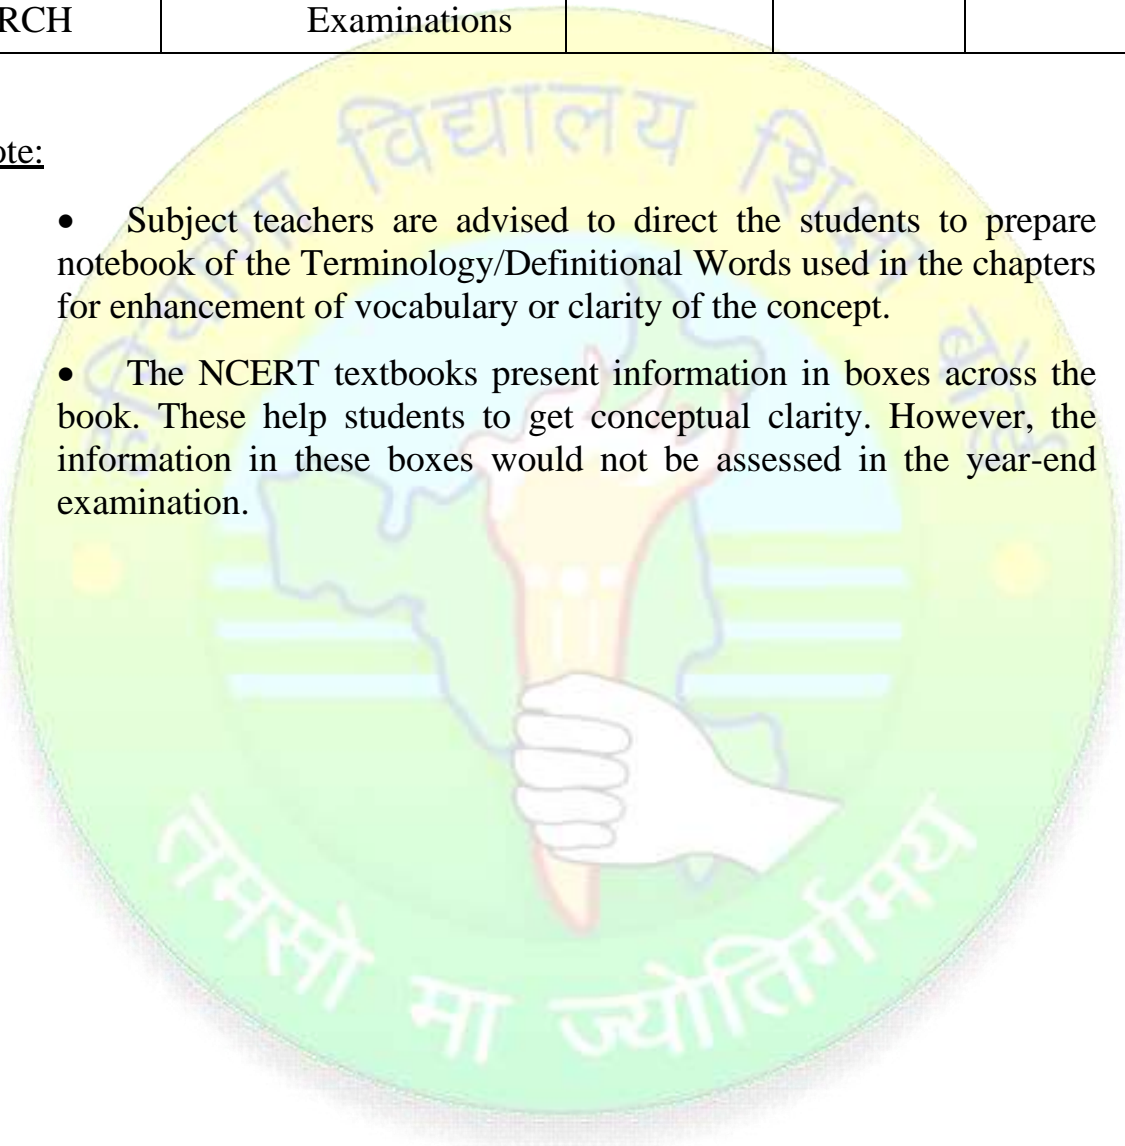 RCH Examinations
ote:
• Subject teachers are advised to direct the students to prepare
notebook of the Terminology/Definitional Words used in the chapters
for enhancement of vocabulary or clarity of the concept.
• The NCERT textbooks present information in boxes across the
book. These help students to get conceptual clarity. However, the
information in these boxes would not be assessed in the year-end
examination.
हरियाणा विद्यालय शिक्षा बोर्ड
तमसो मा ज्योतिर्गमय